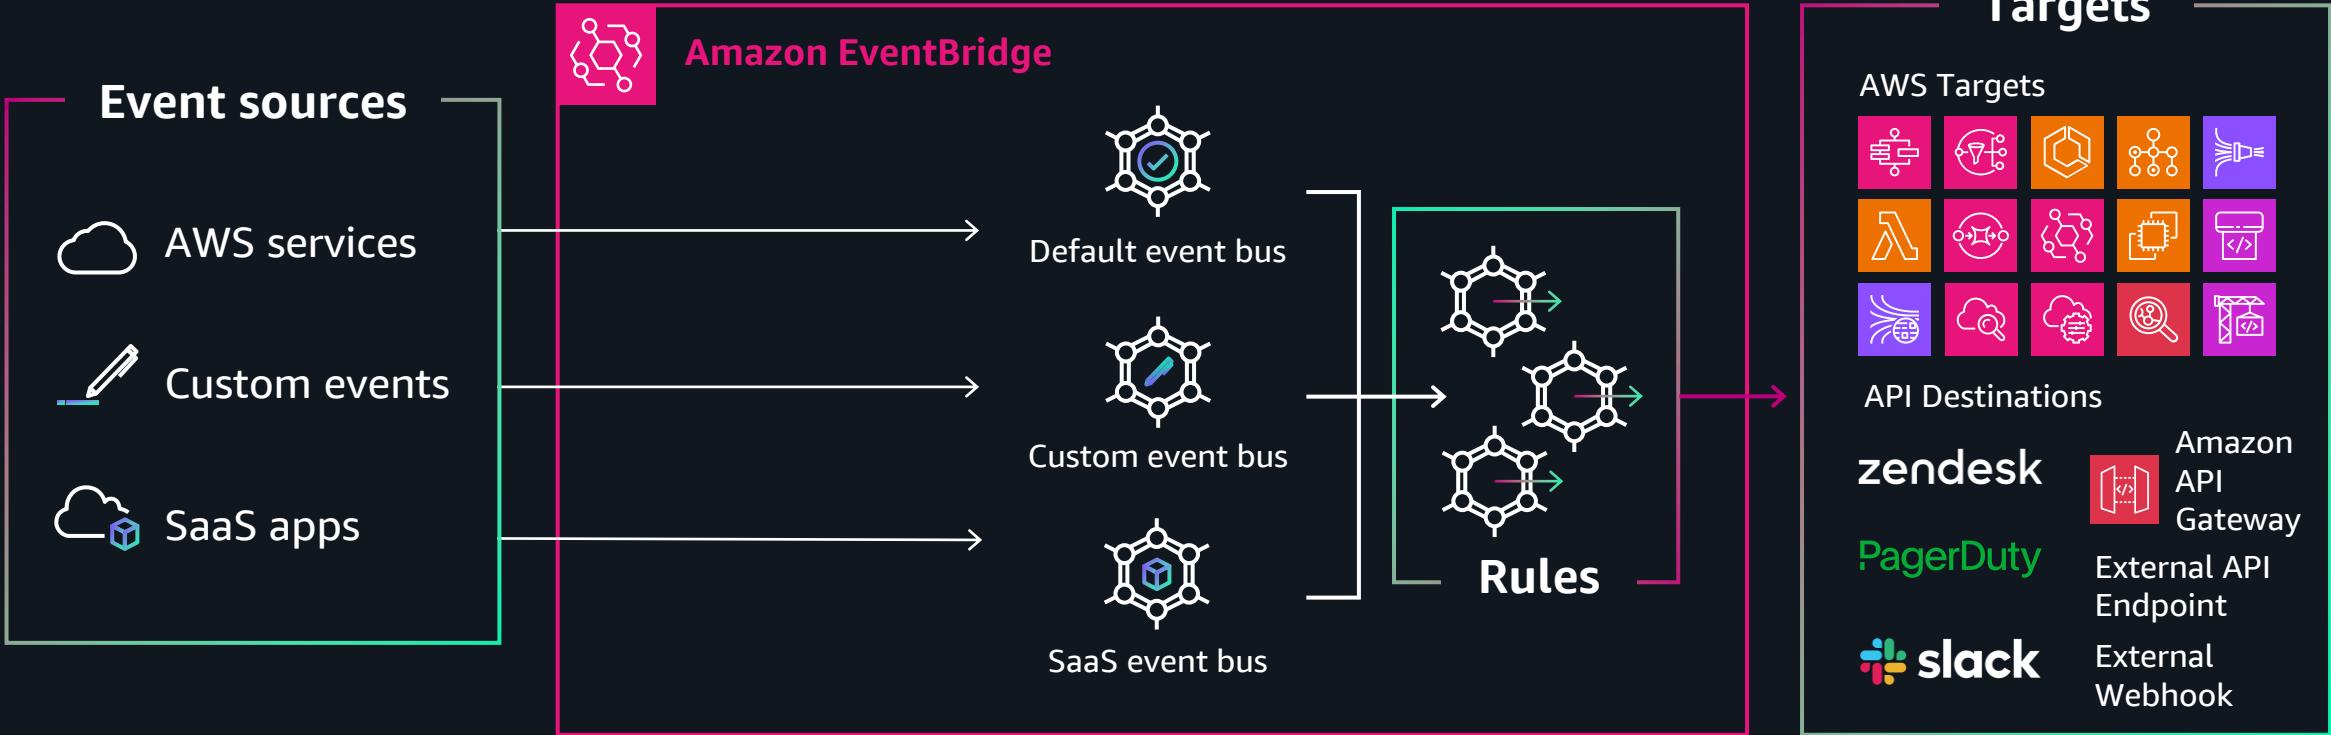 Targets
Amazon EventBridge
Event sources
AWS Targets
AWS services
Default event bus
Custom events
API Destinations
Custom event bus
zendesk
Amazon
API
Gateway
SaaS apps
PagerDuty
External API
Endpoint
Rules
SaaS event bus
slack
External
Webhook